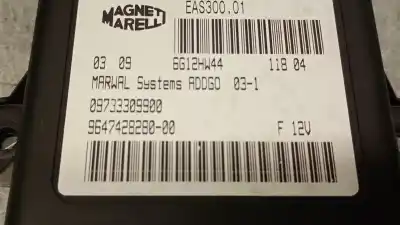 MAGNETI
MARELLI
EAS300.01
03 09 6G12HW44 118 04
MARWAL Systems ADDGO 03-1
09733309900
9647428280-00 F 12V